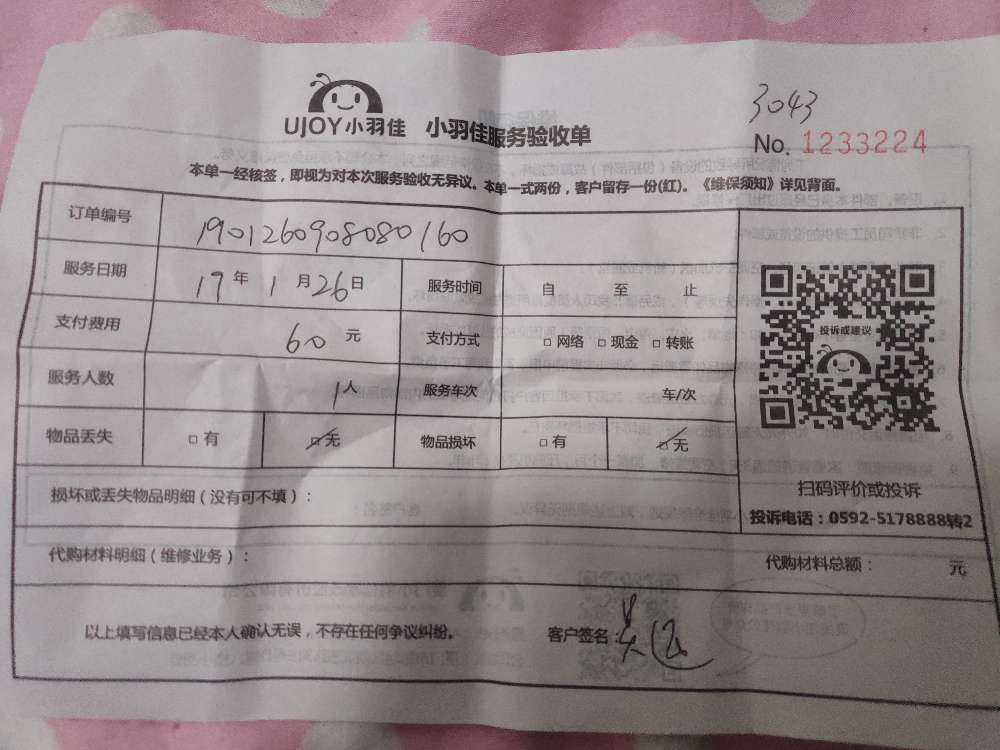 3043
UJOY小羽佳 小羽佳服务验收单
No. 1233224
本单一经核签，即视为对本次服务验收无异议。本单一式两份，客户留存一份(红)。《维保须知》详见背面。
订单编号 1901260908080160
服务日期 19年1月26日 服务时间 自 至 止
支付费用 60元 支付方式 □网络 □现金 □转账
服务人数 1人 服务车次 车/次
物品丢失 □有 □无 物品损坏 □有 □无
投诉或建议
扫码评价或投诉
投诉电话：0592-5178888转2
损坏或丢失物品明细（没有可不填）：
代购材料明细（维修业务）： 代购材料总额： 元
以上填写信息已经本人确认无误，不存在任何争议纠纷。 客户签名：